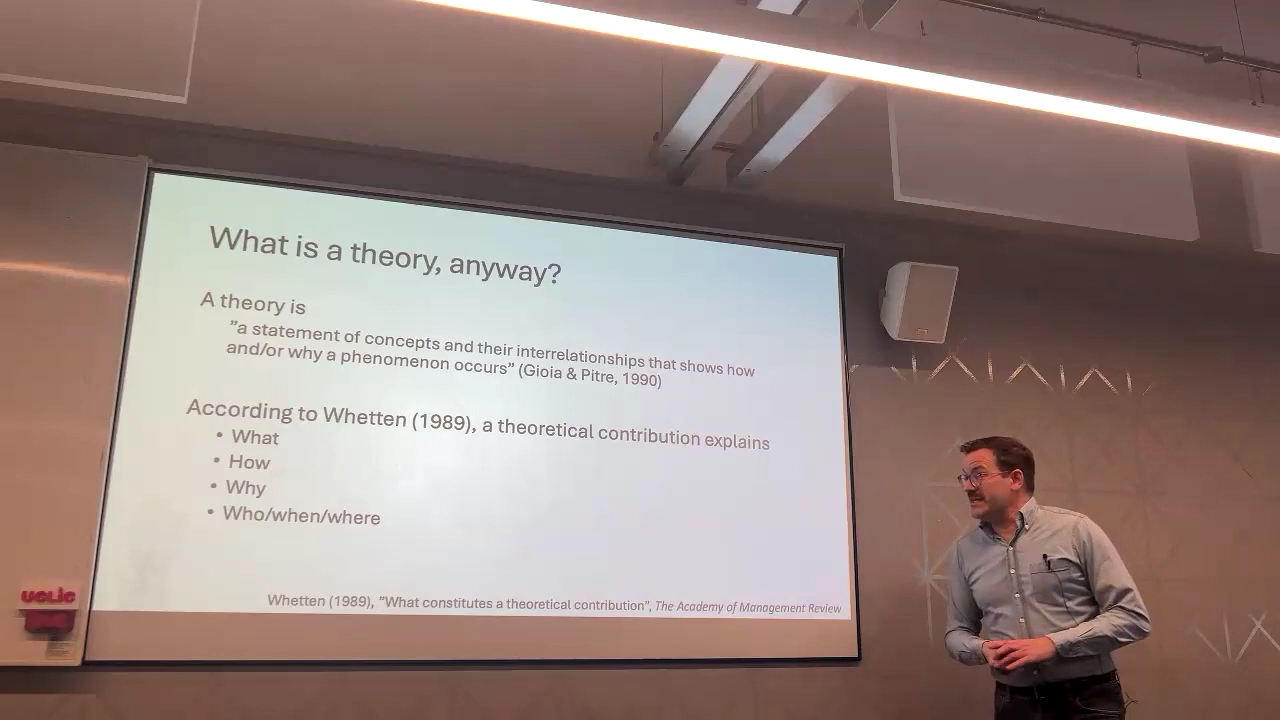 What is a theory, anyway?
A theory is
”a statement of concepts and their interrelationships that shows how
and/or why a phenomenon occurs” (Gioia & Pitre, 1990)
According to Whetten (1989), a theoretical contribution explains
• What
• How
• Why
• Who/when/where
Whetten (1989), ”What constitutes a theoretical contribution”, The Academy of Management Review
uclic